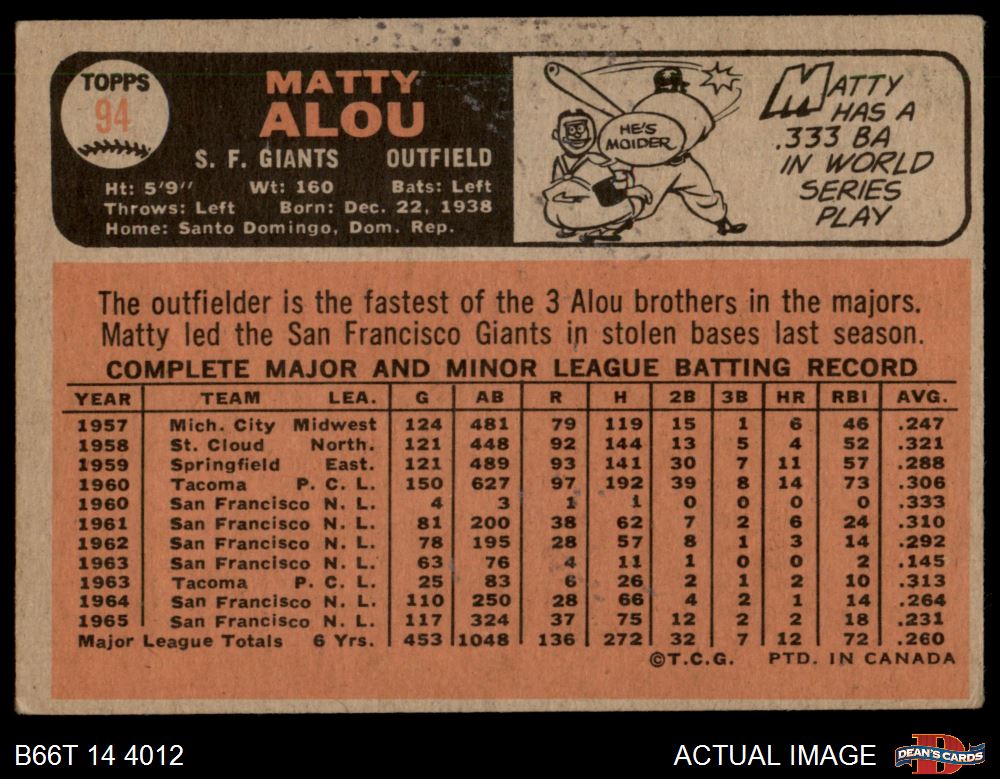 TOPPS
94
MATTY
ALOU
S. F. GIANTS OUTFIELD
Ht: 5'9" Wt: 160 Bats: Left
Throws: Left Born: Dec. 22, 1938
Home: Santo Domingo, Dom. Rep.
HE'S
MOIDER
MATTY
HAS A
.333 BA
IN WORLD
SERIES
PLAY
The outfielder is the fastest of the 3 Alou brothers in the majors.
Matty led the San Francisco Giants in stolen bases last season.
COMPLETE MAJOR AND MINOR LEAGUE BATTING RECORD
YEAR TEAM LEA. G AB R H 2B 3B HR RBI AVG.
1957 Mich. City Midwest 124 481 79 119 15 1 6 46 .247
1958 St. Cloud North. 121 448 92 144 13 5 4 52 .321
1959 Springfield East. 121 489 93 141 30 7 11 57 .288
1960 Tacoma P. C. L. 150 627 97 192 39 8 14 73 .306
1960 San Francisco N. L. 4 3 1 1 0 0 0 0 .333
1961 San Francisco N. L. 81 200 38 62 7 2 6 24 .310
1962 San Francisco N. L. 78 195 28 57 8 1 3 14 .292
1963 San Francisco N. L. 63 76 4 11 1 0 0 2 .145
1963 Tacoma P. C. L. 25 83 6 26 2 1 2 10 .313
1964 San Francisco N. L. 110 250 28 66 4 2 1 14 .264
1965 San Francisco N. L. 117 324 37 75 12 2 2 18 .231
Major League Totals 6 Yrs. 453 1048 136 272 32 7 12 72 .260
©T.C.G. PTD. IN CANADA
B66T 14 4012 ACTUAL IMAGE
D
DEAN'S CARDS